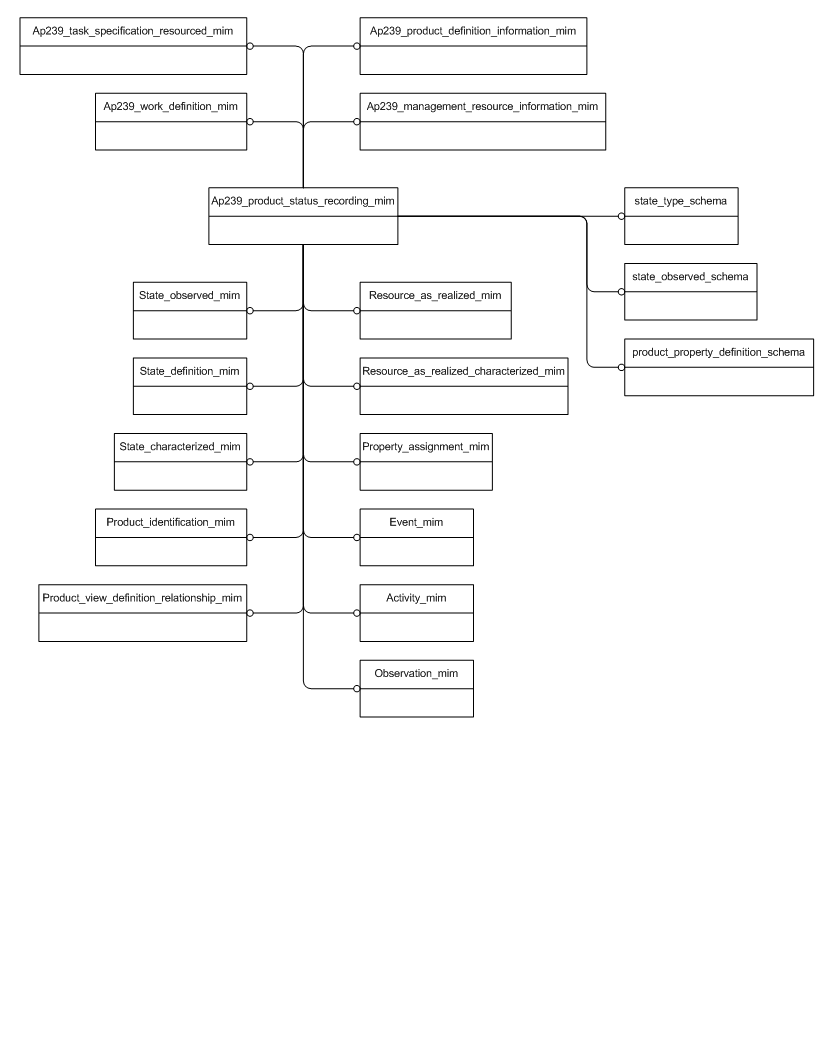 Ap239_task_specification_resourced_mim
Ap239_product_definition_information_mim
Ap239_work_definition_mim
Ap239_management_resource_information_mim
Ap239_product_status_recording_mim
state_type_schema
state_observed_schema
product_property_definition_schema
State_observed_mim
Resource_as_realized_mim
State_definition_mim
Resource_as_realized_characterized_mim
State_characterized_mim
Property_assignment_mim
Product_identification_mim
Event_mim
Product_view_definition_relationship_mim
Activity_mim
Observation_mim